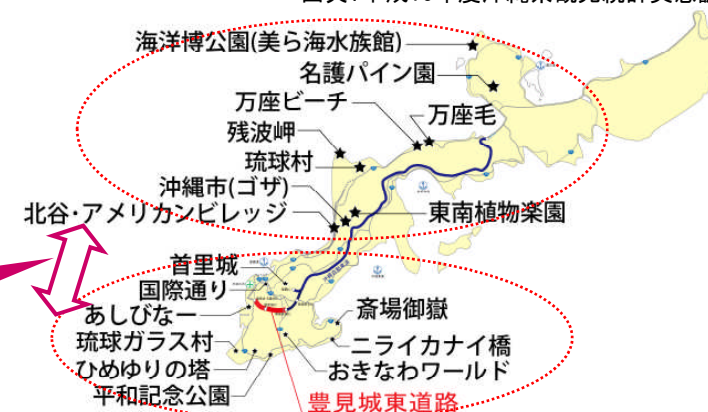 海洋博公園(美ら海水族館)
名護パイン園
万座ビーチ
万座毛
残波岬
琉球村
沖縄市(ゴザ)
北谷・アメリカンビレッジ
東南植物楽園
首里城
国際通り
あしびなー
斎場御嶽
琉球ガラス村
ニライカナイ橋
ひめゆりの塔
おきなわワールド
平和記念公園
豊見城東道路